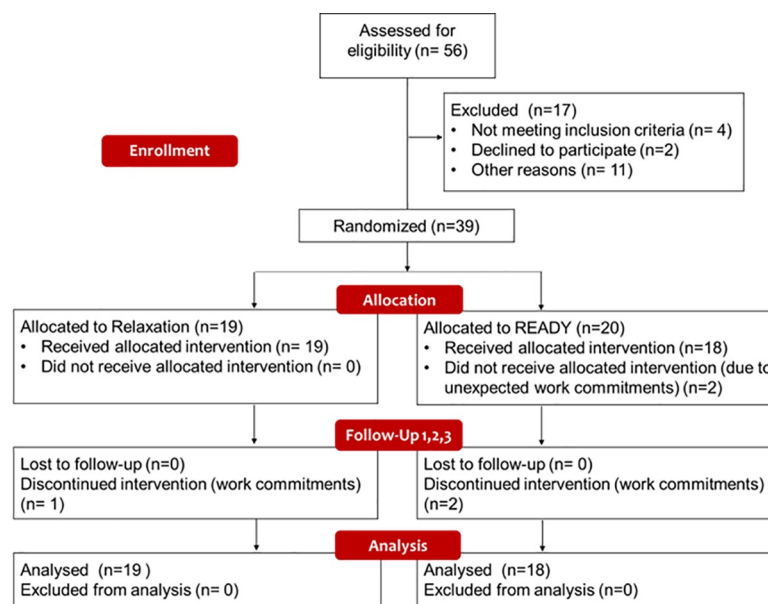 Assessed for
eligibility (n= 56)
Excluded (n=17)
• Not meeting inclusion criteria (n= 4)
• Declined to participate (n=2)
• Other reasons (n= 11)
Enrollment
Randomized (n=39)
Allocation
Allocated to Relaxation (n=19)
• Received allocated intervention (n= 19)
• Did not receive allocated intervention (n= 0)
Allocated to READY (n=20)
• Received allocated intervention (n=18)
• Did not receive allocated intervention (due to
unexpected work commitments) (n=2)
Follow-Up 1,2,3
Lost to follow-up (n=0)
Discontinued intervention (work commitments)
(n= 1)
Lost to follow-up (n= 0)
Discontinued intervention (work commitments)
(n=2)
Analysis
Analysed (n=19 )
Excluded from analysis (n= 0)
Analysed (n=18)
Excluded from analysis (n=0)